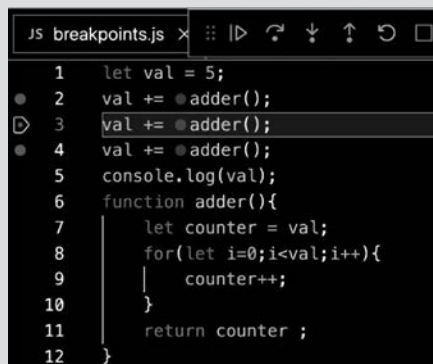 JS breakpoints.js ×
1 let val = 5;
2 val += adder();
3 val += adder();
4 val += adder();
5 console.log(val);
6 function adder(){
7 let counter = val;
8 for(let i=0;i<val;i++){
9 counter++;
10 }
11 return counter ;
12 }